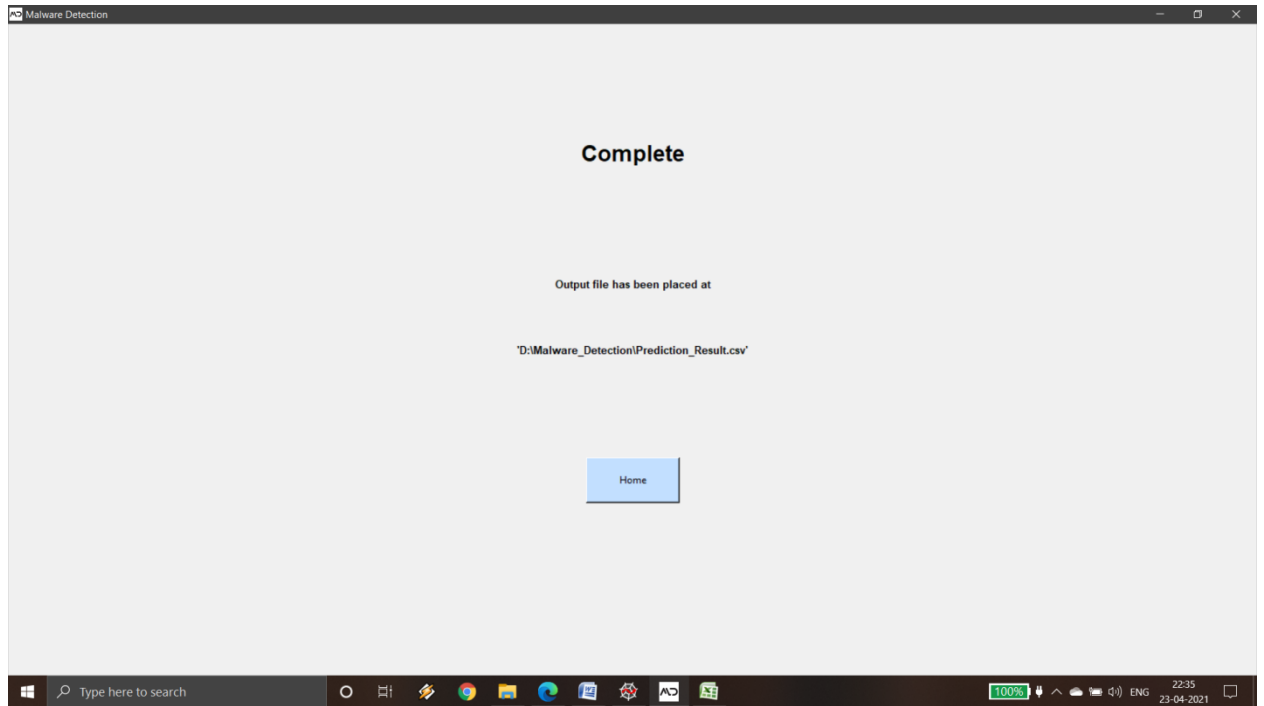 Malware Detection
Complete
Output file has been placed at
'D:\Malware_Detection\Prediction_Result.csv'
Home
Type here to search
100%
ENG
22:35
23-04-2021